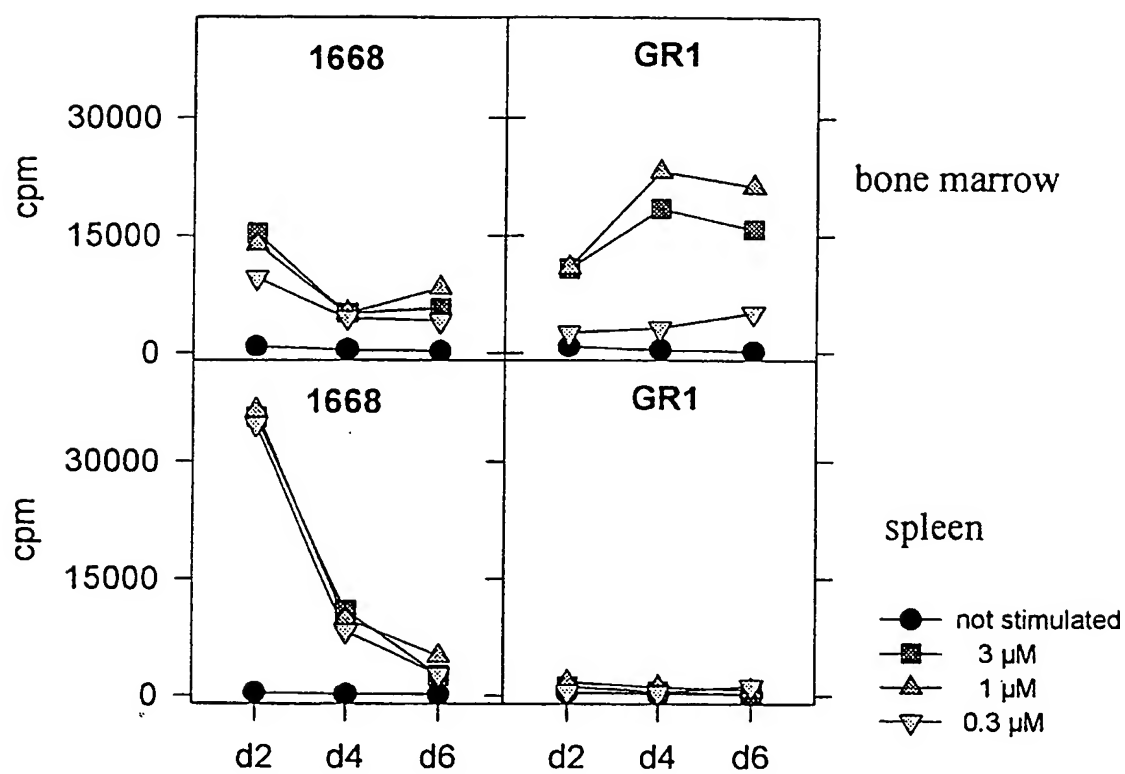 1668
GR1
30000
15000
0
cpm
bone marrow
1668
GR1
30000
15000
0
cpm
spleen
not stimulated
3 µM
1 µM
0.3 µM
d2 d4 d6 d2 d4 d6